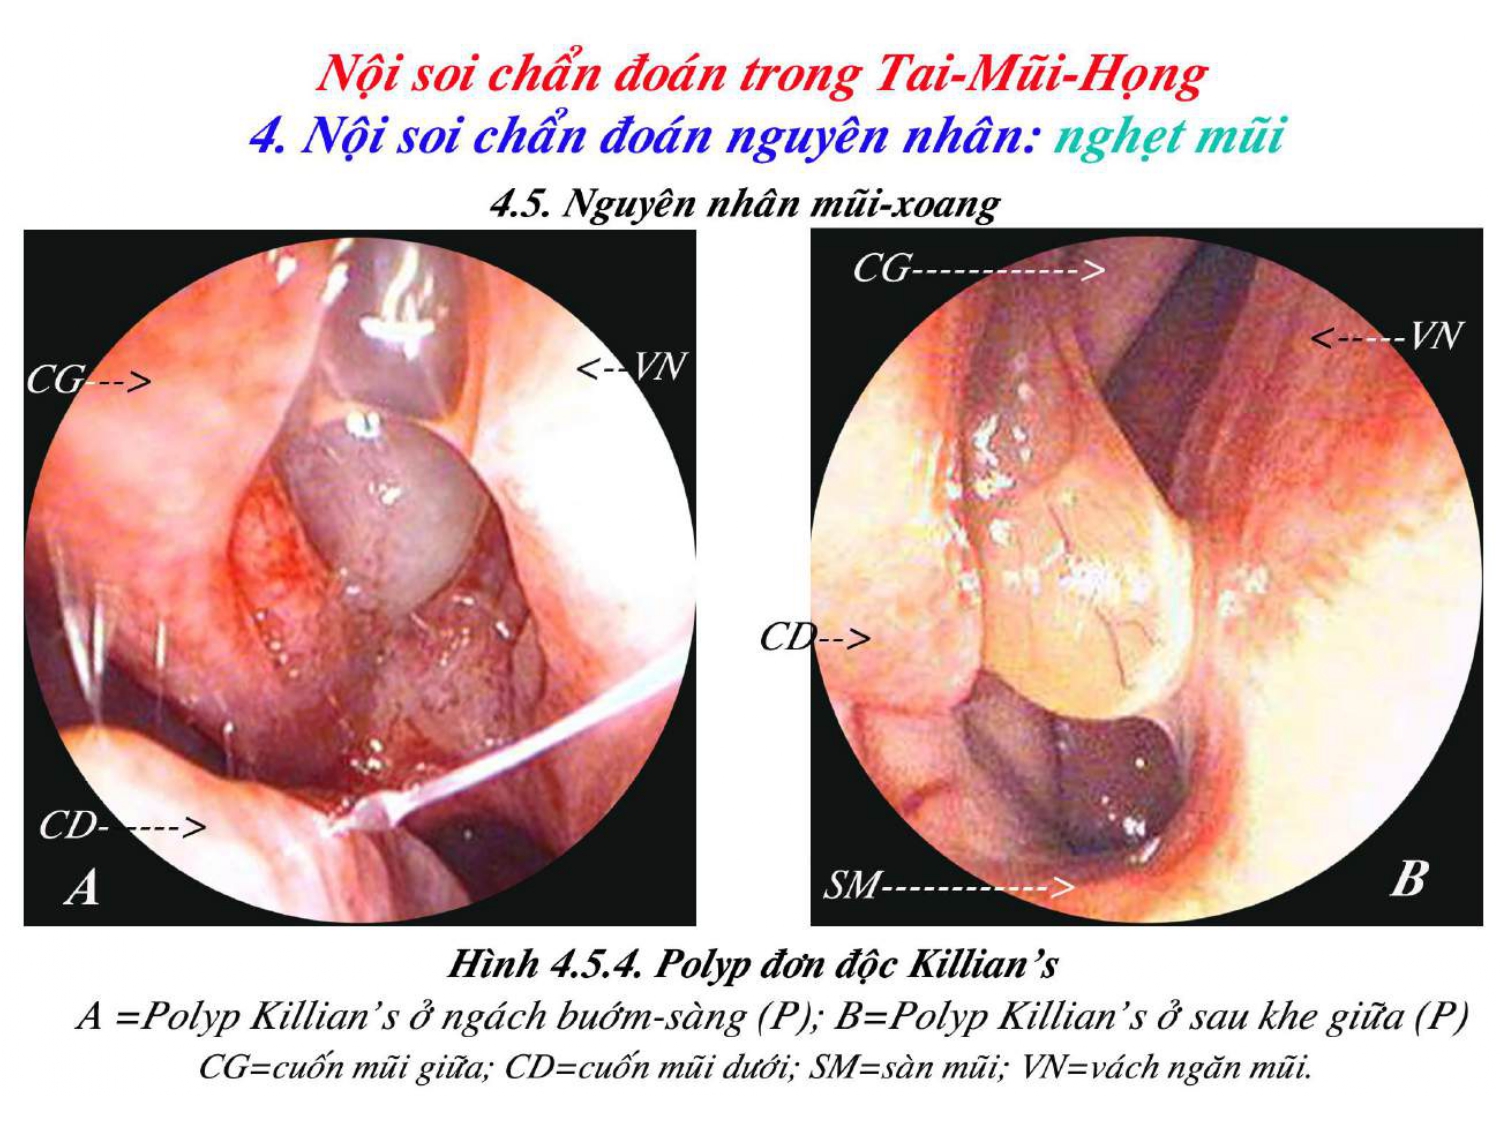 Nội soi chẩn đoán trong Tai-Mũi-Họng
4. Nội soi chẩn đoán nguyên nhân: nghẹt mũi
4.5. Nguyên nhân mũi-xoang
CG--->
<--VN
CD------>
A
CG------------>
<-----VN
CD-->
SM------------>
B
Hình 4.5.4. Polyp đơn độc Killian’s
A =Polyp Killian’s ở ngách buớm-sàng (P); B=Polyp Killian’s ở sau khe giữa (P)
CG=cuốn mũi giữa; CD=cuốn mũi dưới; SM=sàn mũi; VN=vách ngăn mũi.